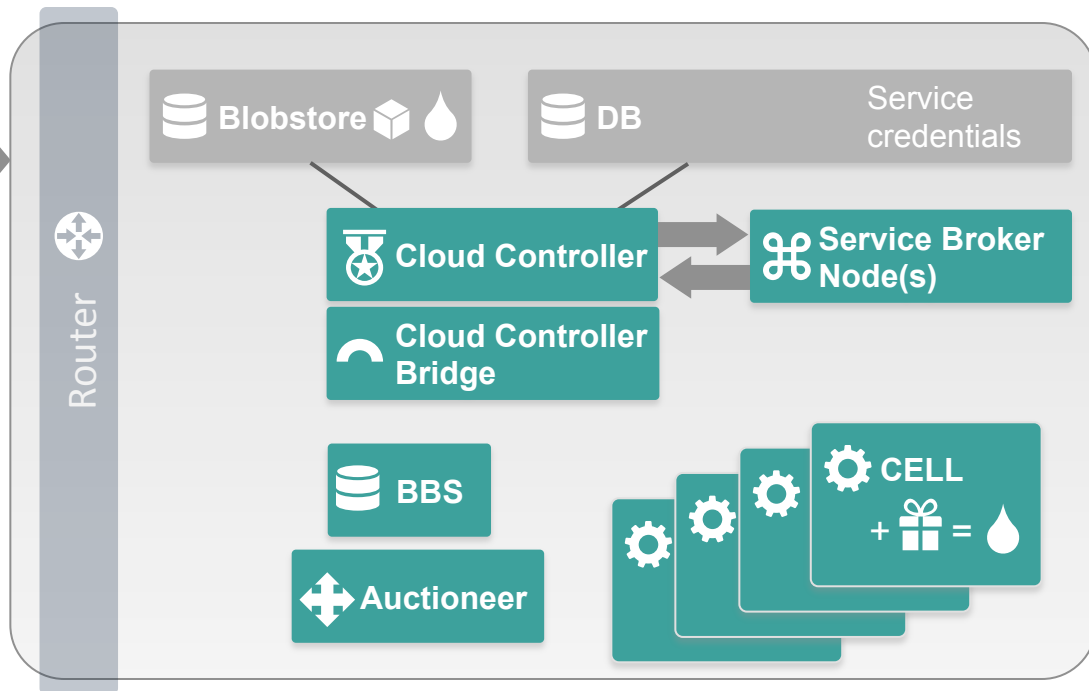 Router
Blobstore
DB
Service
credentials
Cloud Controller
Service Broker
Node(s)
Cloud Controller
Bridge
BBS
Auctioneer
CELL
+ =